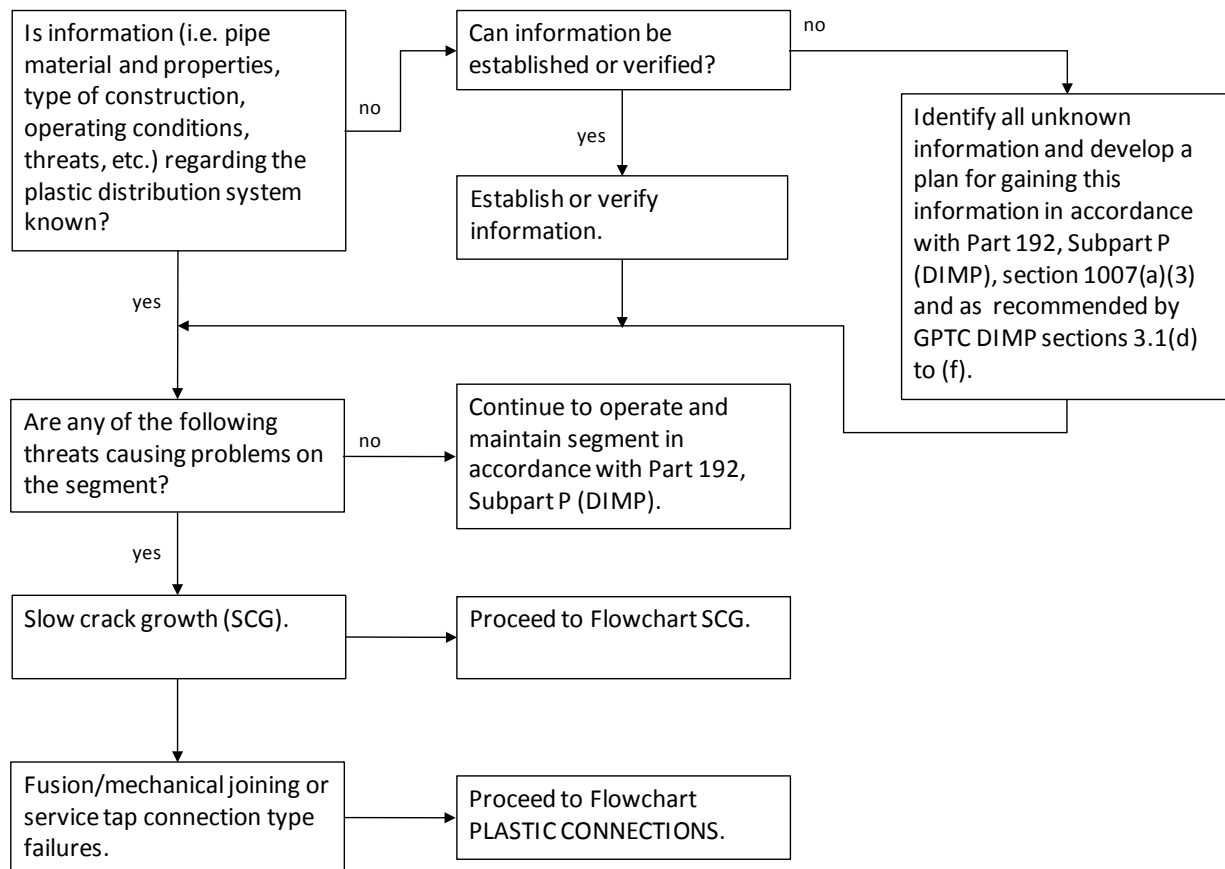 Is information (i.e. pipe
material and properties,
type of construction,
operating conditions,
threats, etc.) regarding the
plastic distribution system
known?
no
Can information be
established or verified?
no
yes
Establish or verify
information.
Identify all unknown
information and develop a
plan for gaining this
information in accordance
with Part 192, Subpart P
(DIMP), section 1007(a)(3)
and as recommended by
GPTC DIMP sections 3.1(d)
to (f).
yes
Are any of the following
threats causing problems on
the segment?
no
Continue to operate and
maintain segment in
accordance with Part 192,
Subpart P (DIMP).
yes
Slow crack growth (SCG).
Proceed to Flowchart SCG.
Fusion/mechanical joining or
service tap connection type
failures.
Proceed to Flowchart
PLASTIC CONNECTIONS.